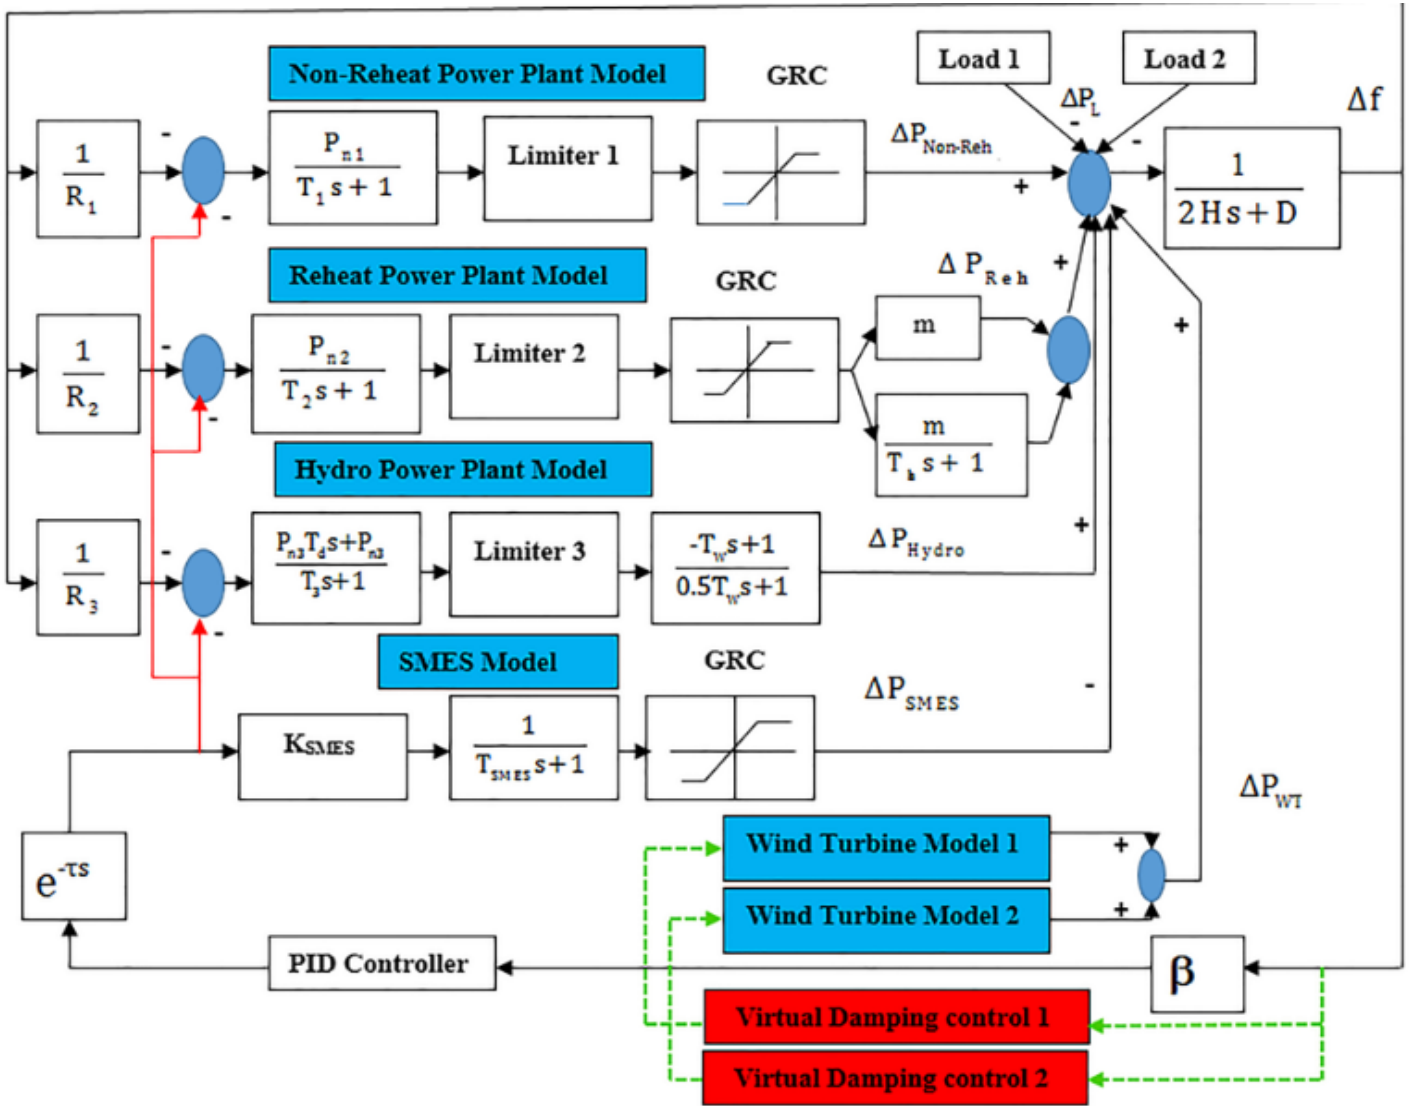 Non-Reheat Power Plant Model
GRC
Load 1
Load 2
ΔP_L
Δf
-
-
-
1
R_1
-
P_n1
T_1 s + 1
Limiter 1
ΔP_Non-Reh
+
1
2Hs+D
Reheat Power Plant Model
GRC
Δ P_Reh
+
1
R_2
-
-
P_n2
T_2 s + 1
Limiter 2
m
+
m
T_h s + 1
Hydro Power Plant Model
1
R_3
-
-
P_n3 T_d s+P_n3
T_3 s+1
Limiter 3
-T_w s+1
0.5T_w s+1
ΔP_Hydro
+
SMES Model
GRC
ΔP_SMES
-
K_SMES
1
T_SMES s+1
ΔP_WT
e^-τs
Wind Turbine Model 1
+
Wind Turbine Model 2
+
PID Controller
β
Virtual Damping control 1
Virtual Damping control 2